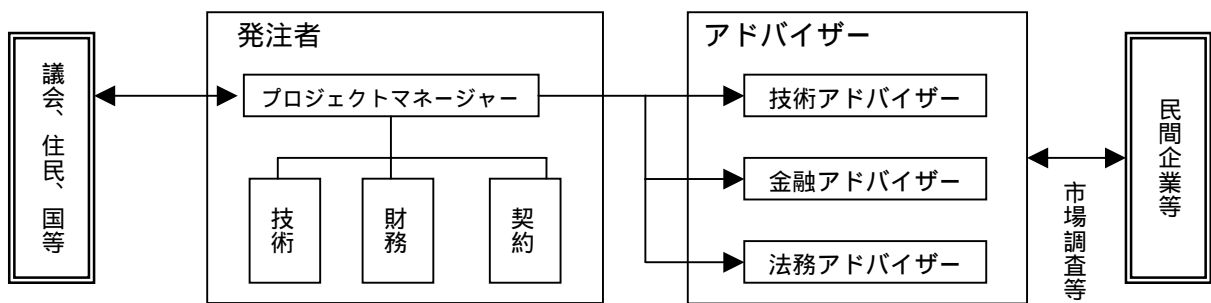 議会、住民、国等
発注者
プロジェクトマネージャー
技術
財務
契約
アドバイザー
技術アドバイザー
金融アドバイザー
法務アドバイザー
市場調査等
民間企業等